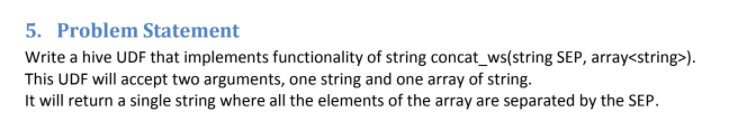 5. Problem Statement
Write a hive UDF that implements functionality of string concat_ws(string SEP, array<string>).
This UDF will accept two arguments, one string and one array of string.
It will return a single string where all the elements of the array are separated by the SEP.